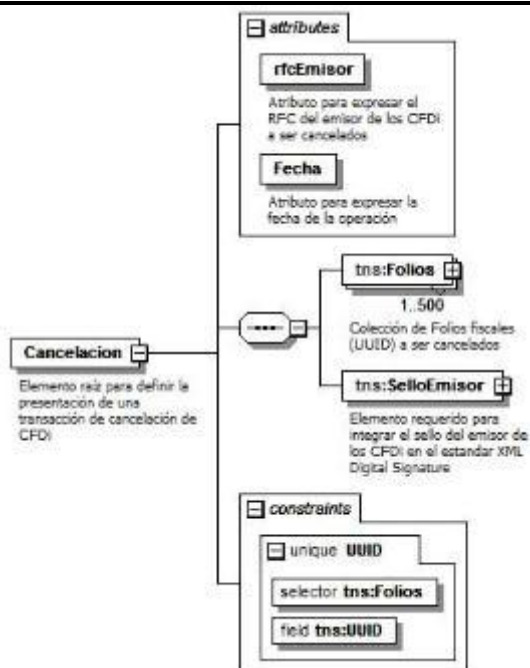 attributes
rfcEmisor
Atributo para expresar el
RFC del emisor de los CFDI
a ser cancelados
Fecha
Atributo para expresar la
fecha de la operación
tns:Folios
1..500
Colección de Folios fiscales
(UUID) a ser cancelados
Cancelacion
Elemento raíz para definir la
presentación de una
transacción de cancelación de
CFDI
tns:SelloEmisor
Elemento requerido para
integrar el sello del emisor de
los CFDI en el estandar XML
Digital Signature
constraints
unique UUID
selector tns:Folios
field tns:UUID